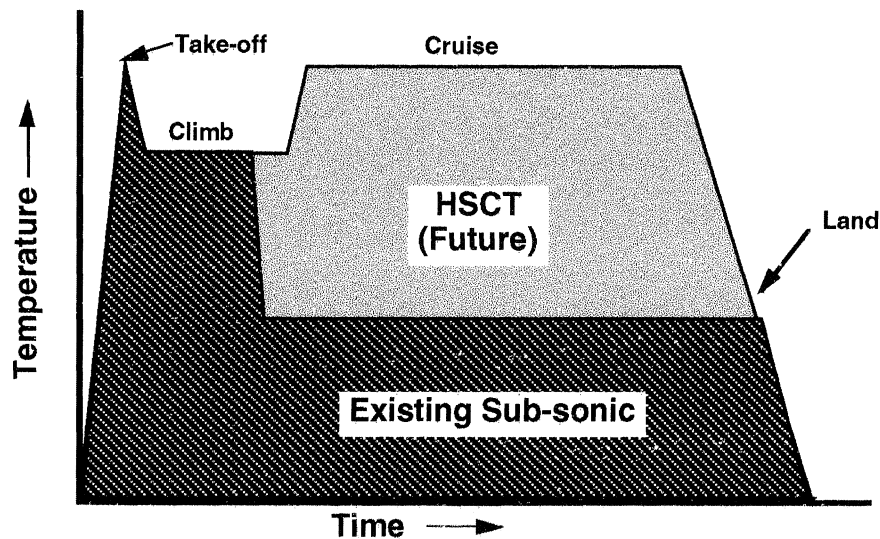 Take-off
Cruise
Climb
HSCT
(Future)
Land
Temperature
Existing Sub-sonic
Time